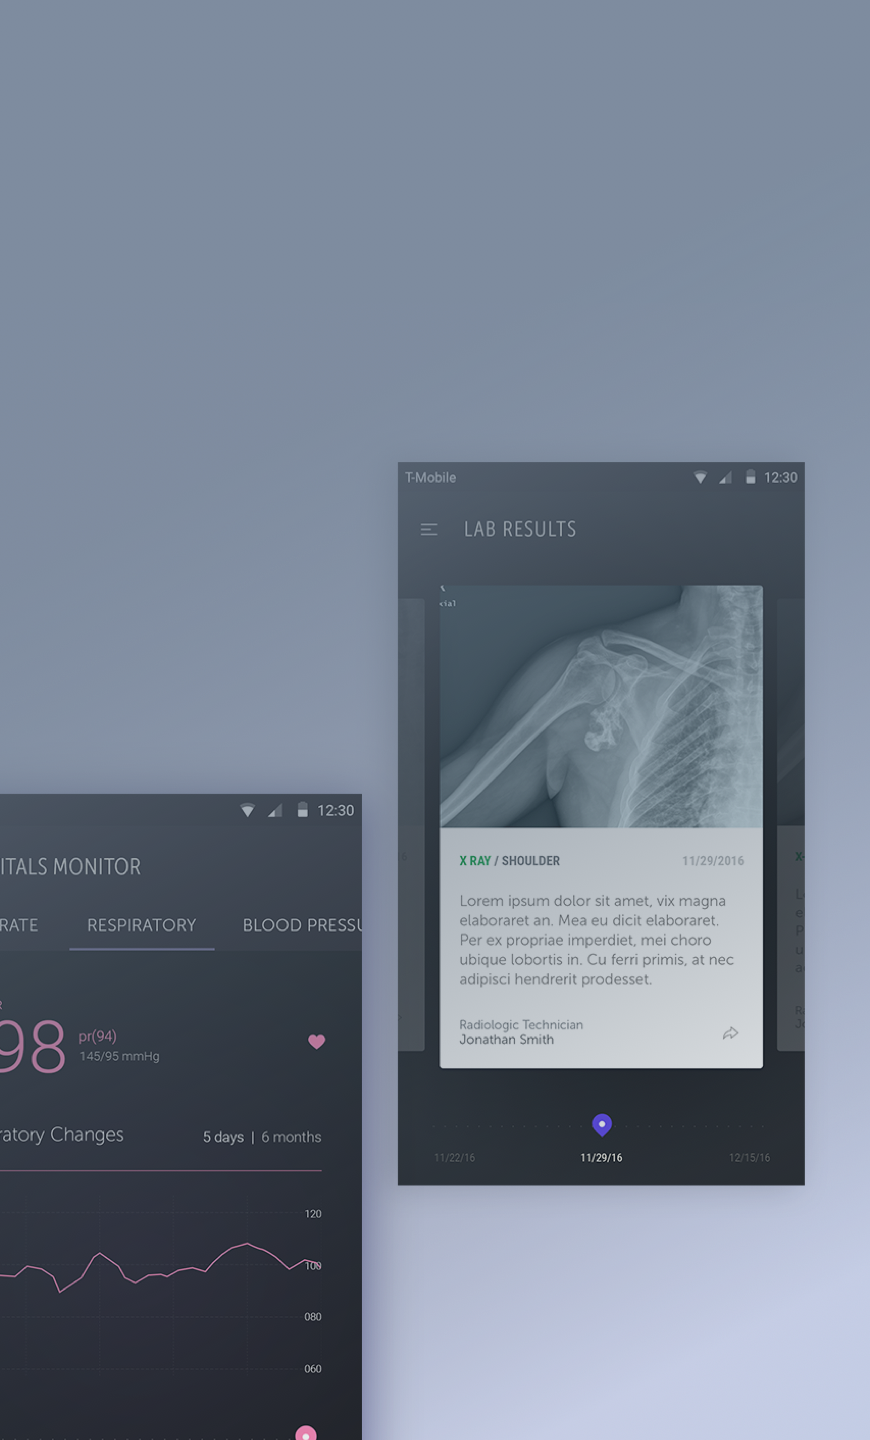 T-Mobile
12:30
LAB RESULTS
X RAY / SHOULDER
11/29/2016
Lorem ipsum dolor sit amet, vix magna
elaboraret an. Mea eu dicit elaboraret.
Per ex propriae imperdiet, mei choro
ubique lobortis in. Cu ferri primis, at nec
adipisci hendrerit prodesset.
Radiologic Technician
Jonathan Smith
11/22/16
11/29/16
12/15/16
12:30
ITALS MONITOR
RATE
RESPIRATORY
BLOOD PRESSU
98
pr(94)
145/95 mmHg
ratory Changes
5 days | 6 months
120
100
080
060